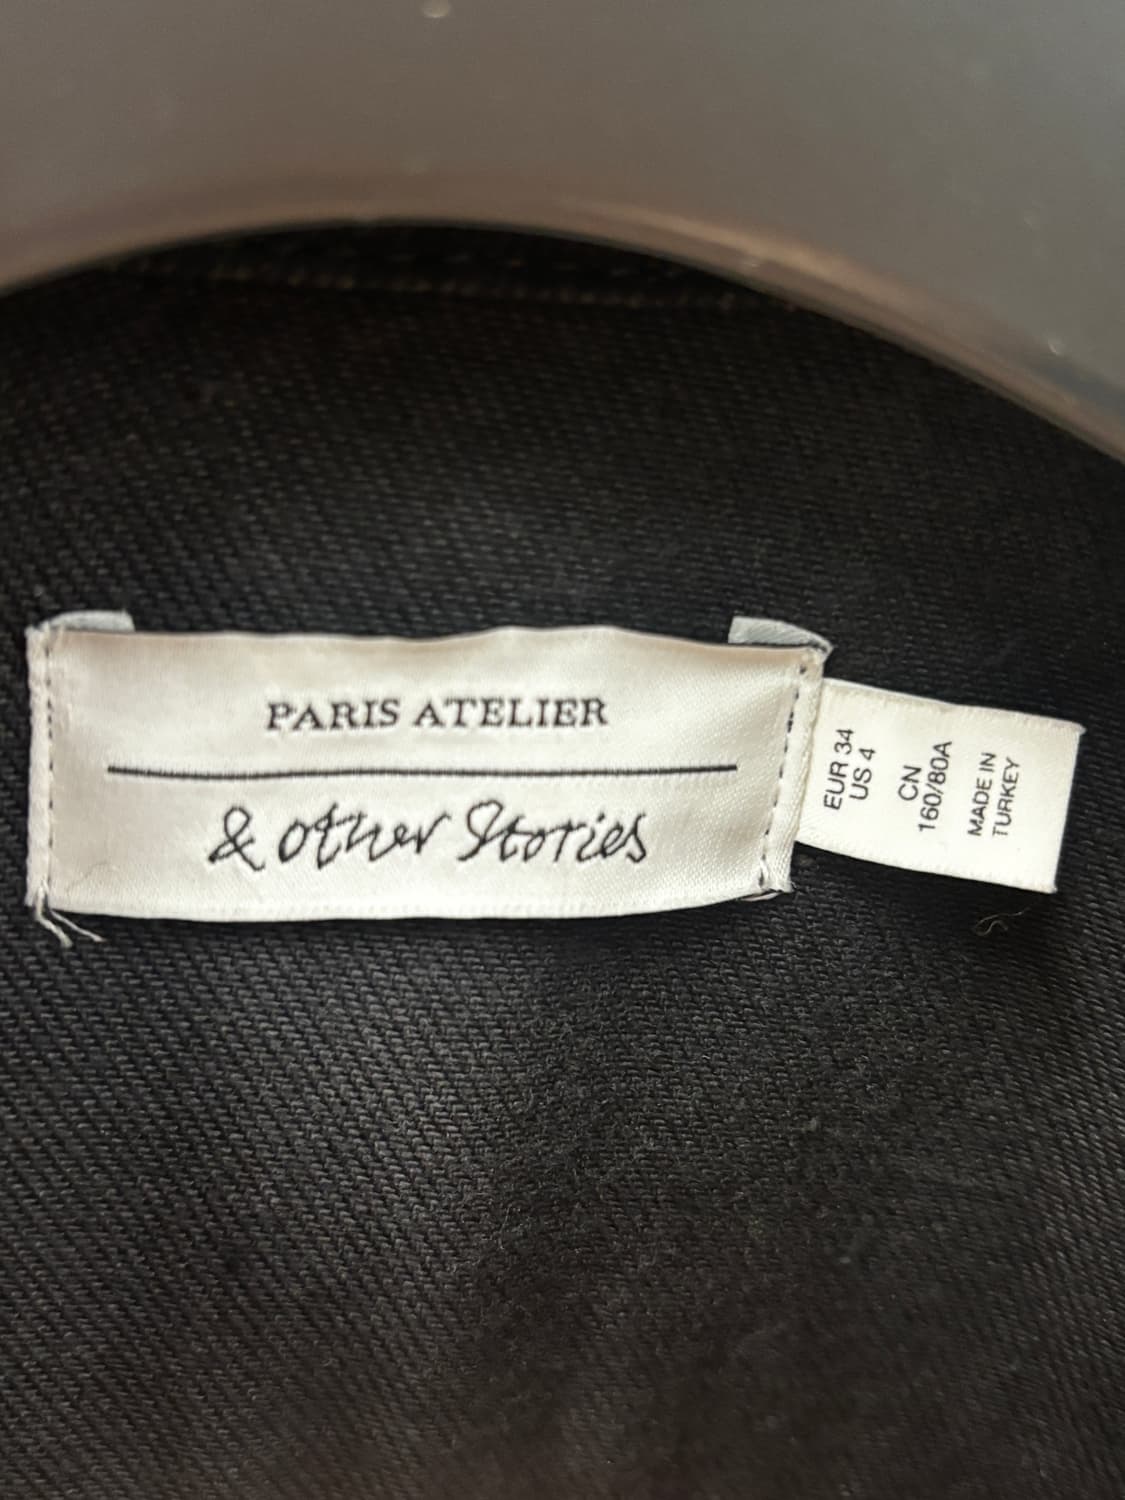 PARIS ATELIER
& other Stories
EUR 34
US 4
CN
160/80A
MADE IN
TURKEY